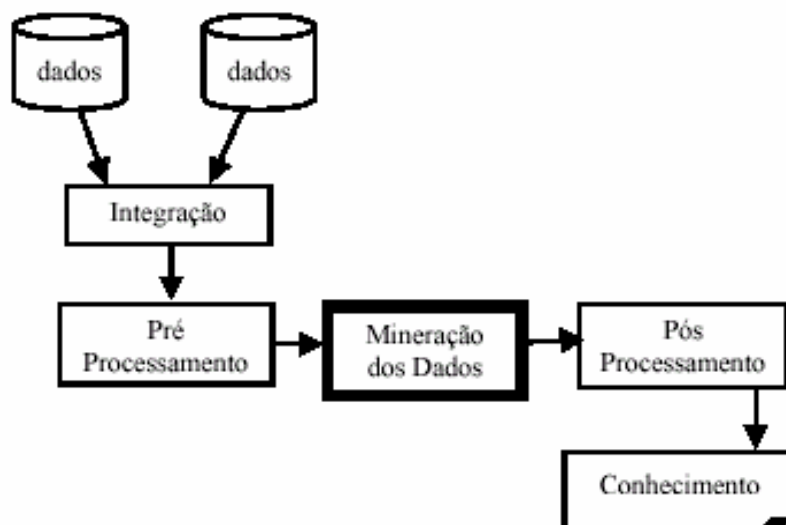 dados
dados
Integração
Pré
Processamento
Mineração
dos Dados
Pós
Processamento
Conhecimento